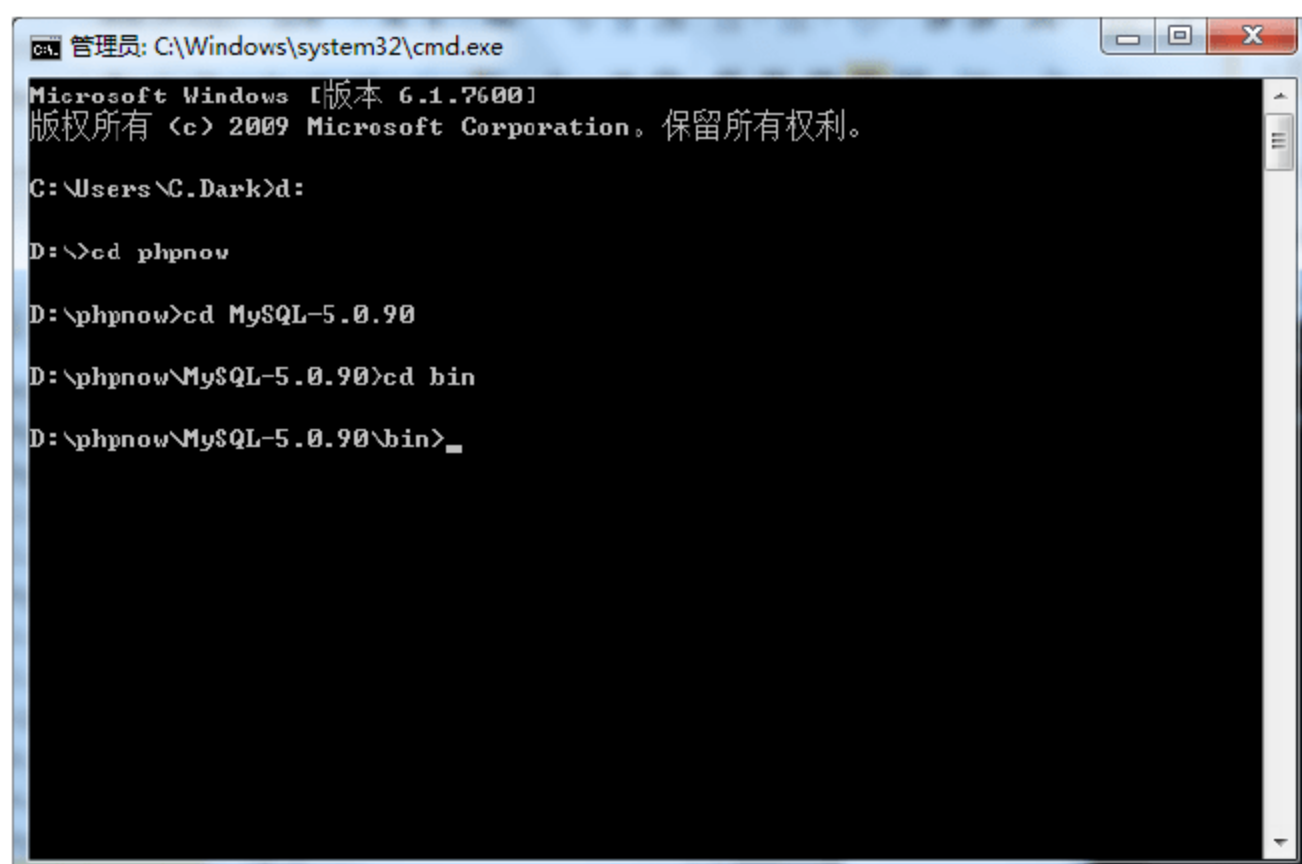 管理员: C:\Windows\system32\cmd.exe
Microsoft Windows [版本 6.1.7600]
版权所有 (c) 2009 Microsoft Corporation。保留所有权利。
C:\Users\C.Dark>d:
D:\>cd phpnow
D:\phpnow>cd MySQL-5.0.90
D:\phpnow\MySQL-5.0.90>cd bin
D:\phpnow\MySQL-5.0.90\bin>_